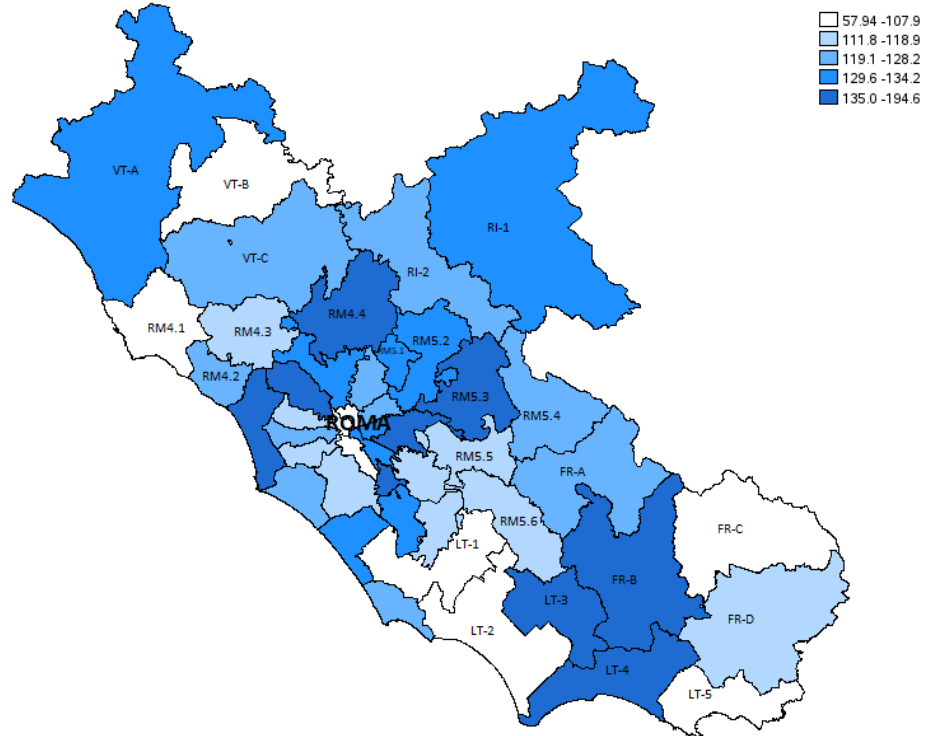 57.94 -107.9
111.8 -118.9
119.1 -128.2
129.6 -134.2
135.0 -194.6
VT-A
VT-B
RI-1
VT-C
RI-2
RM4.4
RM4.1
RM4.3
RM5.2
RM5.1
RM4.2
RM5.3
RM5.4
ROMA
RM5.5
FR-A
RM5.6
FR-C
LT-1
FR-B
LT-3
FR-D
LT-2
LT-4
LT-5